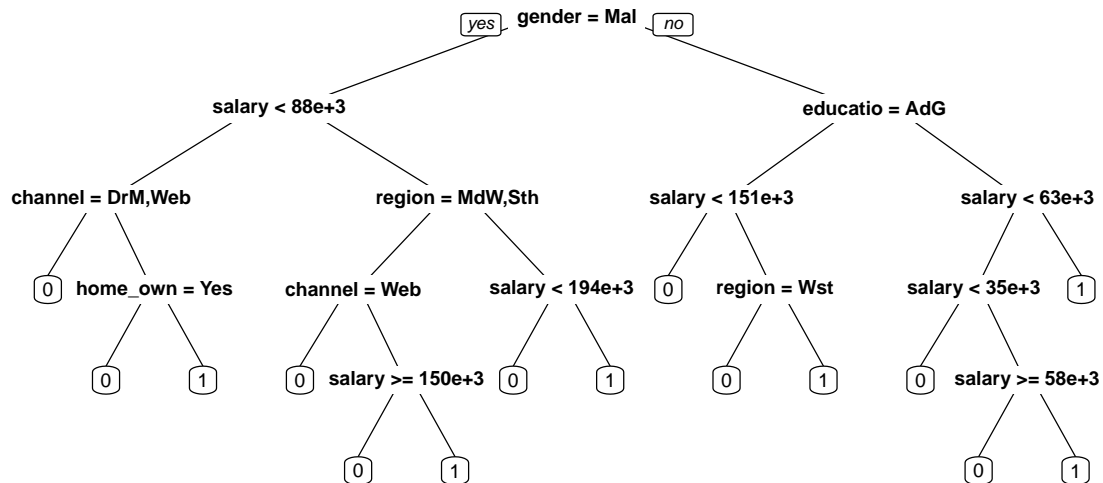 yes gender = Mal no
salary < 88e+3 educatio = AdG
channel = DrM,Web region = MdW,Sth salary < 151e+3 salary < 63e+3
0 home_own = Yes channel = Web salary < 194e+3 0 region = Wst salary < 35e+3 1
0 1 0 salary >= 150e+3 0 1 0 1 0 salary >= 58e+3
0 1 0 1